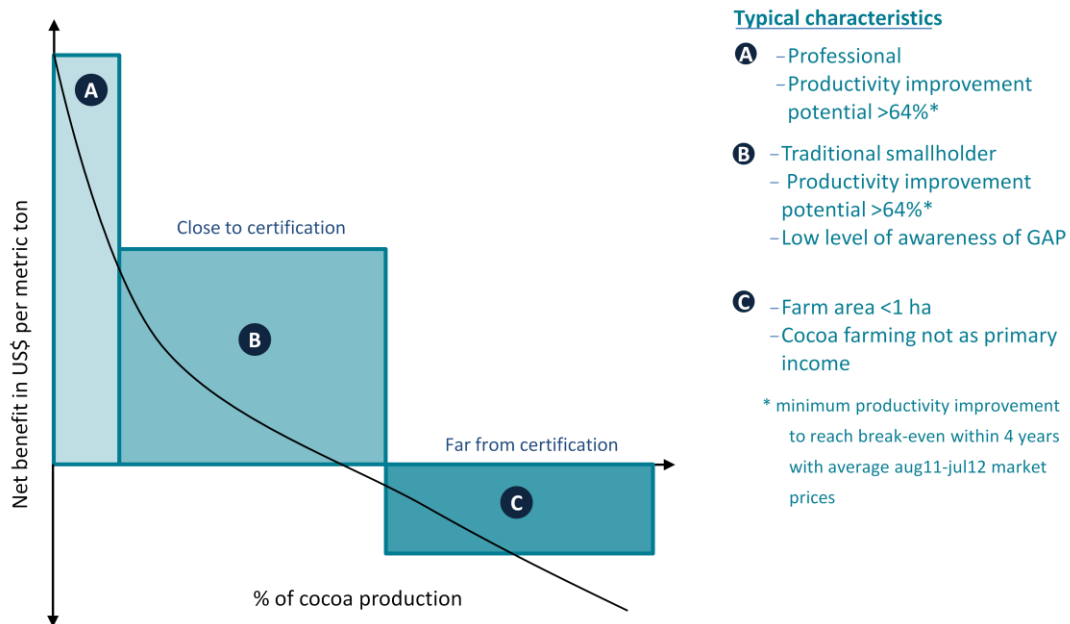 Net benefit in US$ per metric ton
A
Close to certification
B
Far from certification
C
% of cocoa production
Typical characteristics
A
–Professional
–Productivity improvement
potential >64%*
B
–Traditional smallholder
– Productivity improvement
potential >64%*
–Low level of awareness of GAP
C
–Farm area <1 ha
–Cocoa farming not as primary
income
* minimum productivity improvement
to reach break-even within 4 years
with average aug11-jul12 market
prices